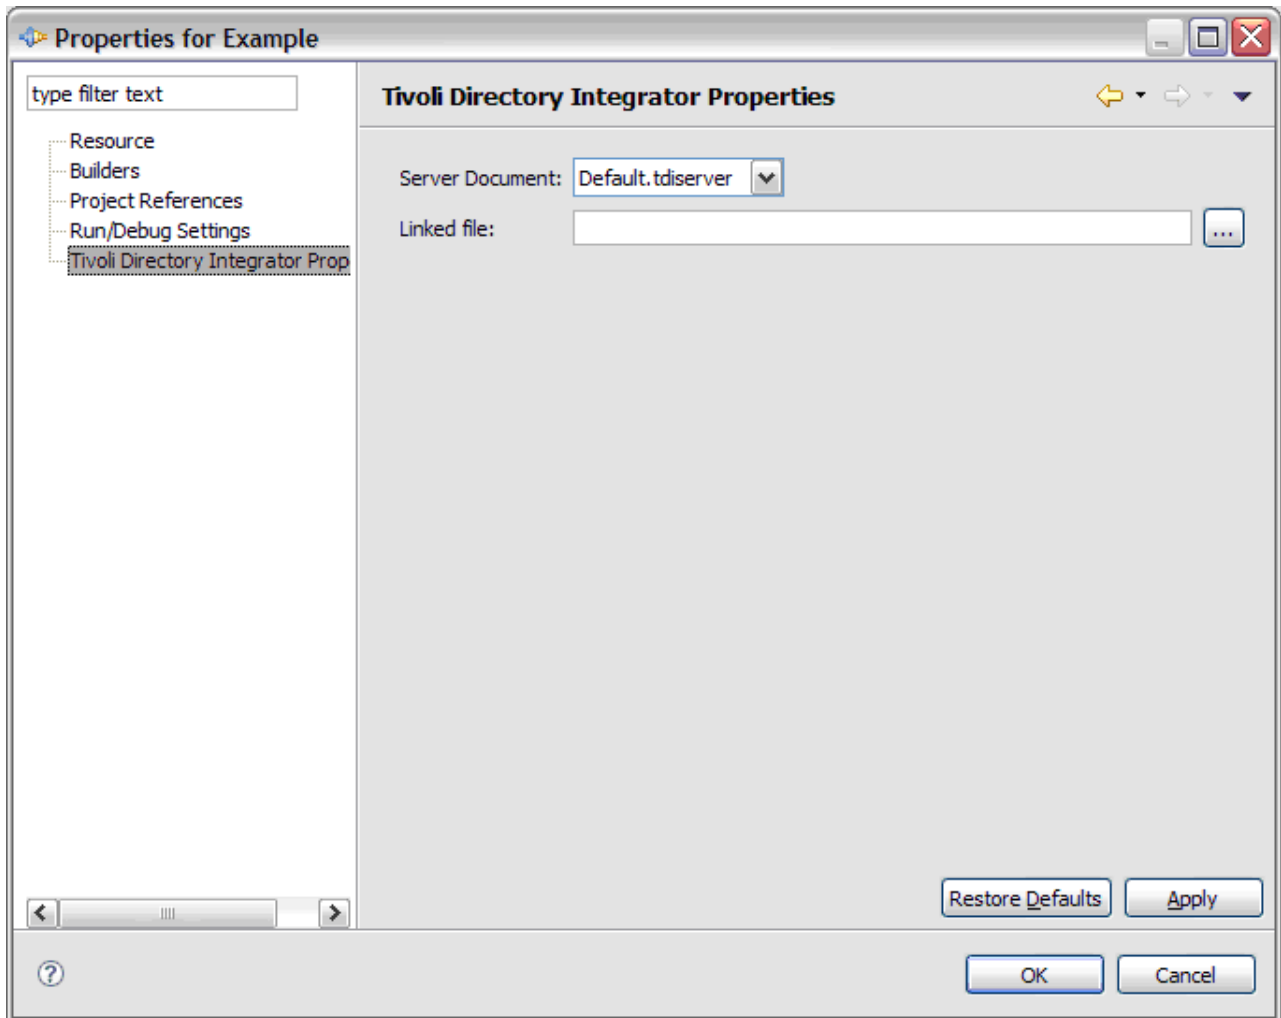 Properties for Example
type filter text
Resource
Builders
Project References
Run/Debug Settings
Tivoli Directory Integrator Prop
Tivoli Directory Integrator Properties
Server Document: Default.tdiserver
Linked file:
...
Restore Defaults Apply
? OK Cancel